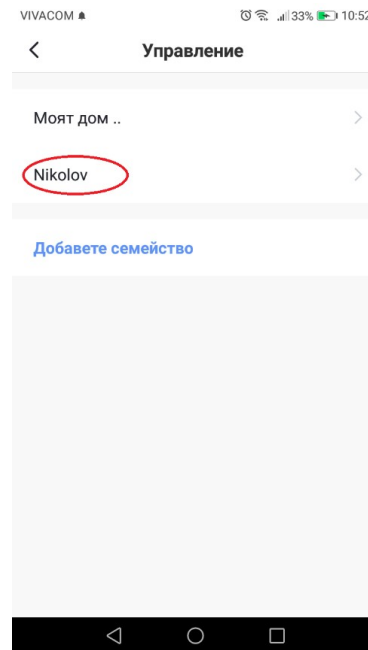 VIVACOM 33% 10:52
Управление
Моят дом ..
Nikolov
Добавете семейство